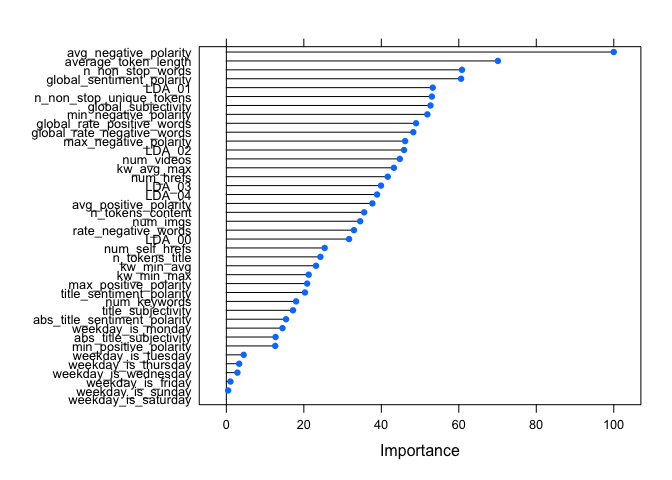 avg_negative_polarity
average_token_length
n_non_stop_words
global_sentiment_polarity
LDA_01
n_non_stop_unique_tokens
global_subjectivity
min_negative_polarity
global_rate_positive_words
global_rate_negative_words
max_negative_polarity
LDA_02
num_videos
kw_avg_max
num_hrefs
LDA_03
LDA_04
avg_positive_polarity
n_tokens_content
num_imgs
rate_negative_words
LDA_00
num_self_hrefs
n_tokens_title
kw_min_avg
kw_min_max
max_positive_polarity
title_sentiment_polarity
num_keywords
title_subjectivity
abs_title_sentiment_polarity
weekday_is_monday
abs_title_subjectivity
min_positive_polarity
weekday_is_tuesday
weekday_is_thursday
weekday_is_wednesday
weekday_is_friday
weekday_is_sunday
weekday_is_saturday
0 20 40 60 80 100
Importance